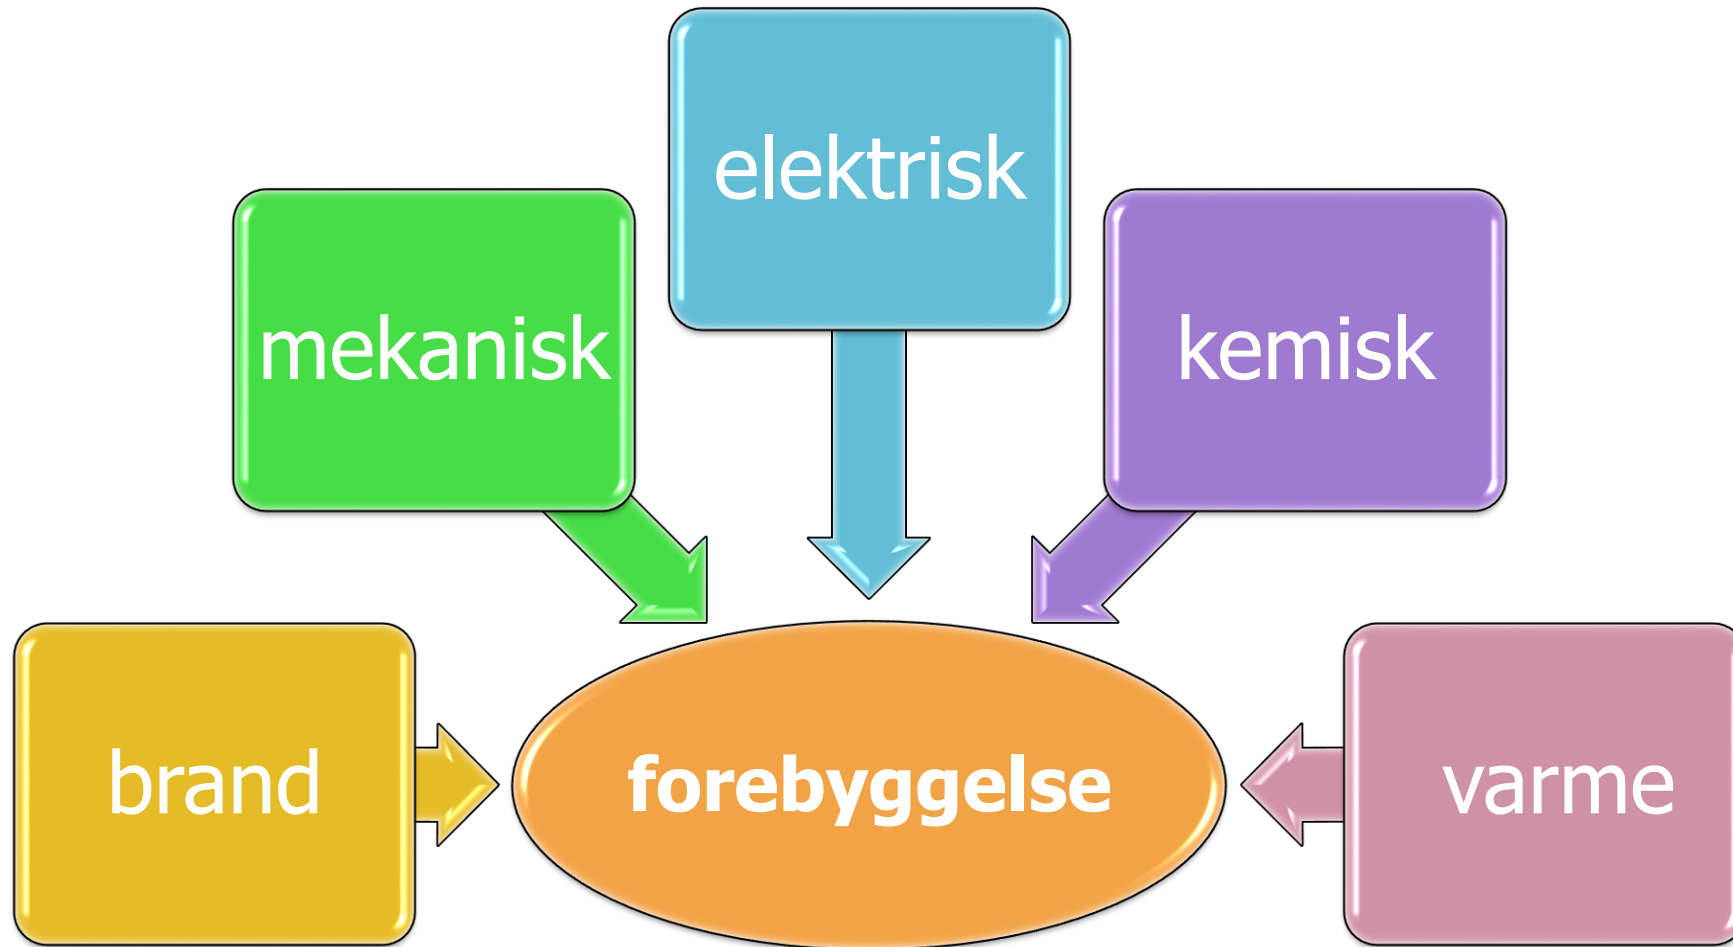 elektrisk
mekanisk
kemisk
brand
forebyggelse
varme